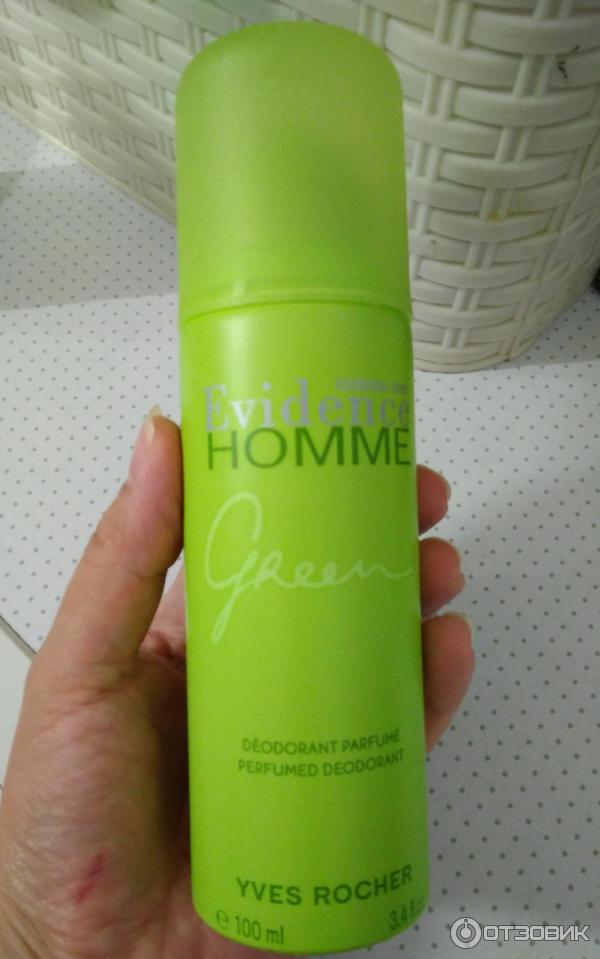 Evidence
HOMME
Green
DÉODORANT PARFUMÉ
PERFUMED DEODORANT
YVES ROCHER
℮ 100 ml
3.4 fl.oz
ОТЗОВИК